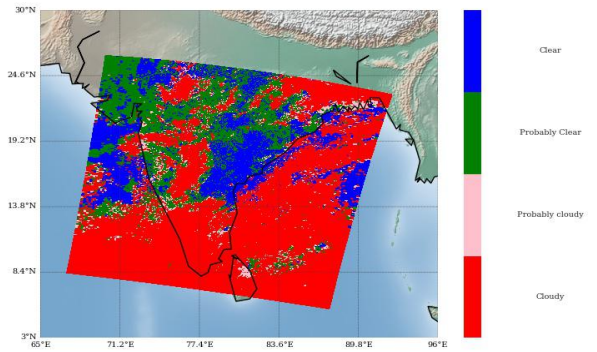 30°N
24.6°N
19.2°N
13.8°N
8.4°N
3°N
65°E 71.2°E 77.4°E 83.6°E 89.8°E 96°E
Clear
Probably Clear
Probably cloudy
Cloudy